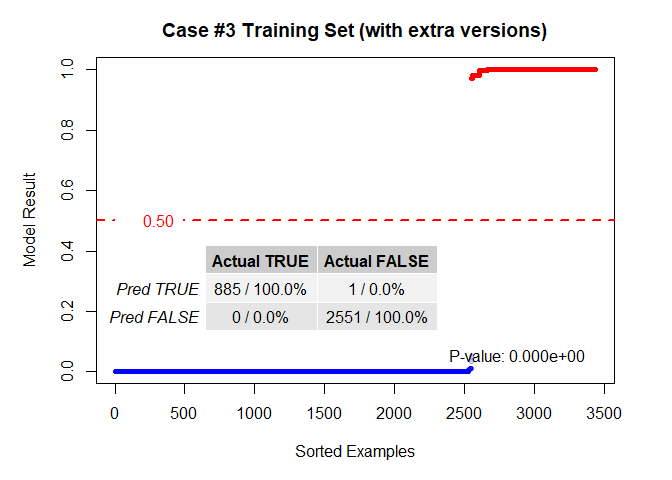 Case #3 Training Set (with extra versions)
Model Result
1.0
0.8
0.6
0.4
0.2
0.0
0.50
Actual TRUE Actual FALSE
Pred TRUE 885 / 100.0% 1 / 0.0%
Pred FALSE 0 / 0.0% 2551 / 100.0%
P-value: 0.000e+00
0 500 1000 1500 2000 2500 3000 3500
Sorted Examples